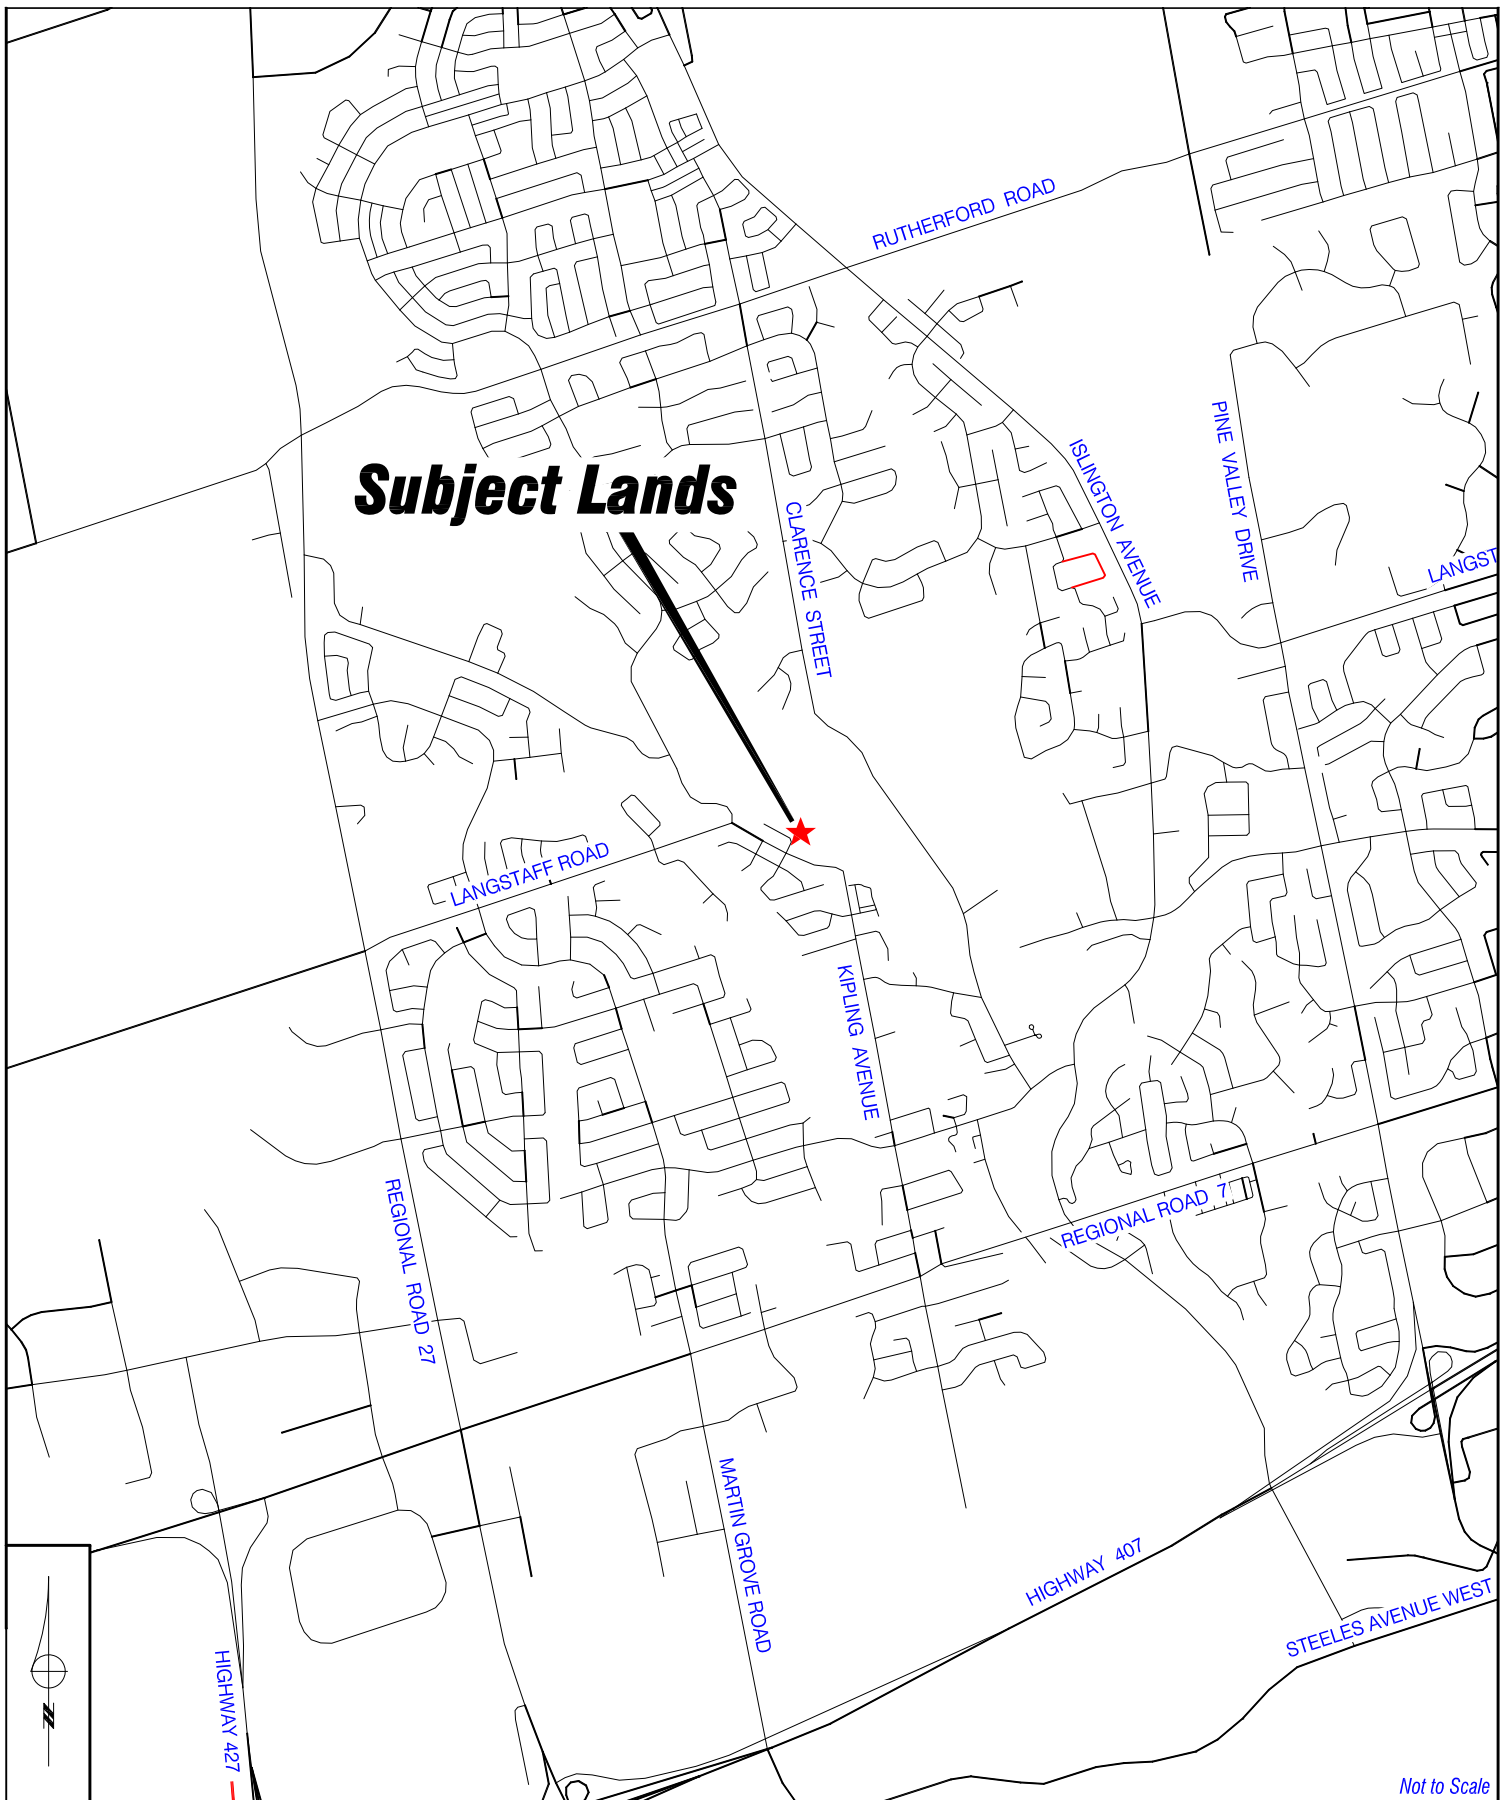 RUTHERFORD ROAD
PINE VALLEY DRIVE
ISLINGTON AVENUE
Subject Lands
CLARENCE STREET
LANGST
LANGSTAFF ROAD
KIPLING AVENUE
REGIONAL ROAD 27
REGIONAL ROAD 7
MARTIN GROVE ROAD
HIGHWAY 407
STEELES AVENUE WEST
HIGHWAY 427
N
Not to Scale